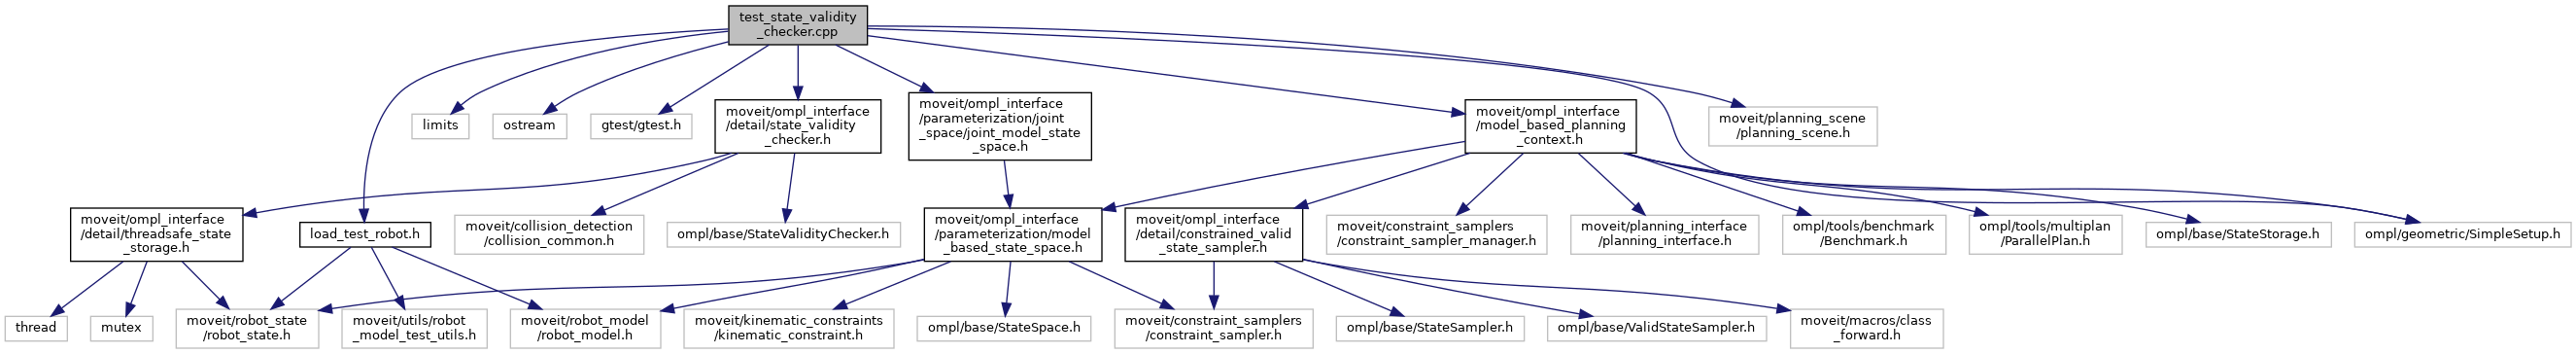 test_state_validity
_checker.cpp
limits
ostream
gtest/gtest.h
moveit/ompl_interface
/detail/state_validity
_checker.h
moveit/ompl_interface
/parameterization/joint
_space/joint_model_state
_space.h
moveit/ompl_interface
/model_based_planning
_context.h
moveit/planning_scene
/planning_scene.h
moveit/ompl_interface
/detail/threadsafe_state
_storage.h
load_test_robot.h
moveit/collision_detection
/collision_common.h
ompl/base/StateValidityChecker.h
moveit/ompl_interface
/parameterization/model
_based_state_space.h
moveit/ompl_interface
/detail/constrained_valid
_state_sampler.h
moveit/constraint_samplers
/constraint_sampler_manager.h
moveit/planning_interface
/planning_interface.h
ompl/tools/benchmark
/Benchmark.h
ompl/tools/multiplan
/ParallelPlan.h
ompl/base/StateStorage.h
ompl/geometric/SimpleSetup.h
thread
mutex
moveit/robot_state
/robot_state.h
moveit/utils/robot
_model_test_utils.h
moveit/robot_model
/robot_model.h
moveit/kinematic_constraints
/kinematic_constraint.h
ompl/base/StateSpace.h
moveit/constraint_samplers
/constraint_sampler.h
ompl/base/StateSampler.h
ompl/base/ValidStateSampler.h
moveit/macros/class
_forward.h